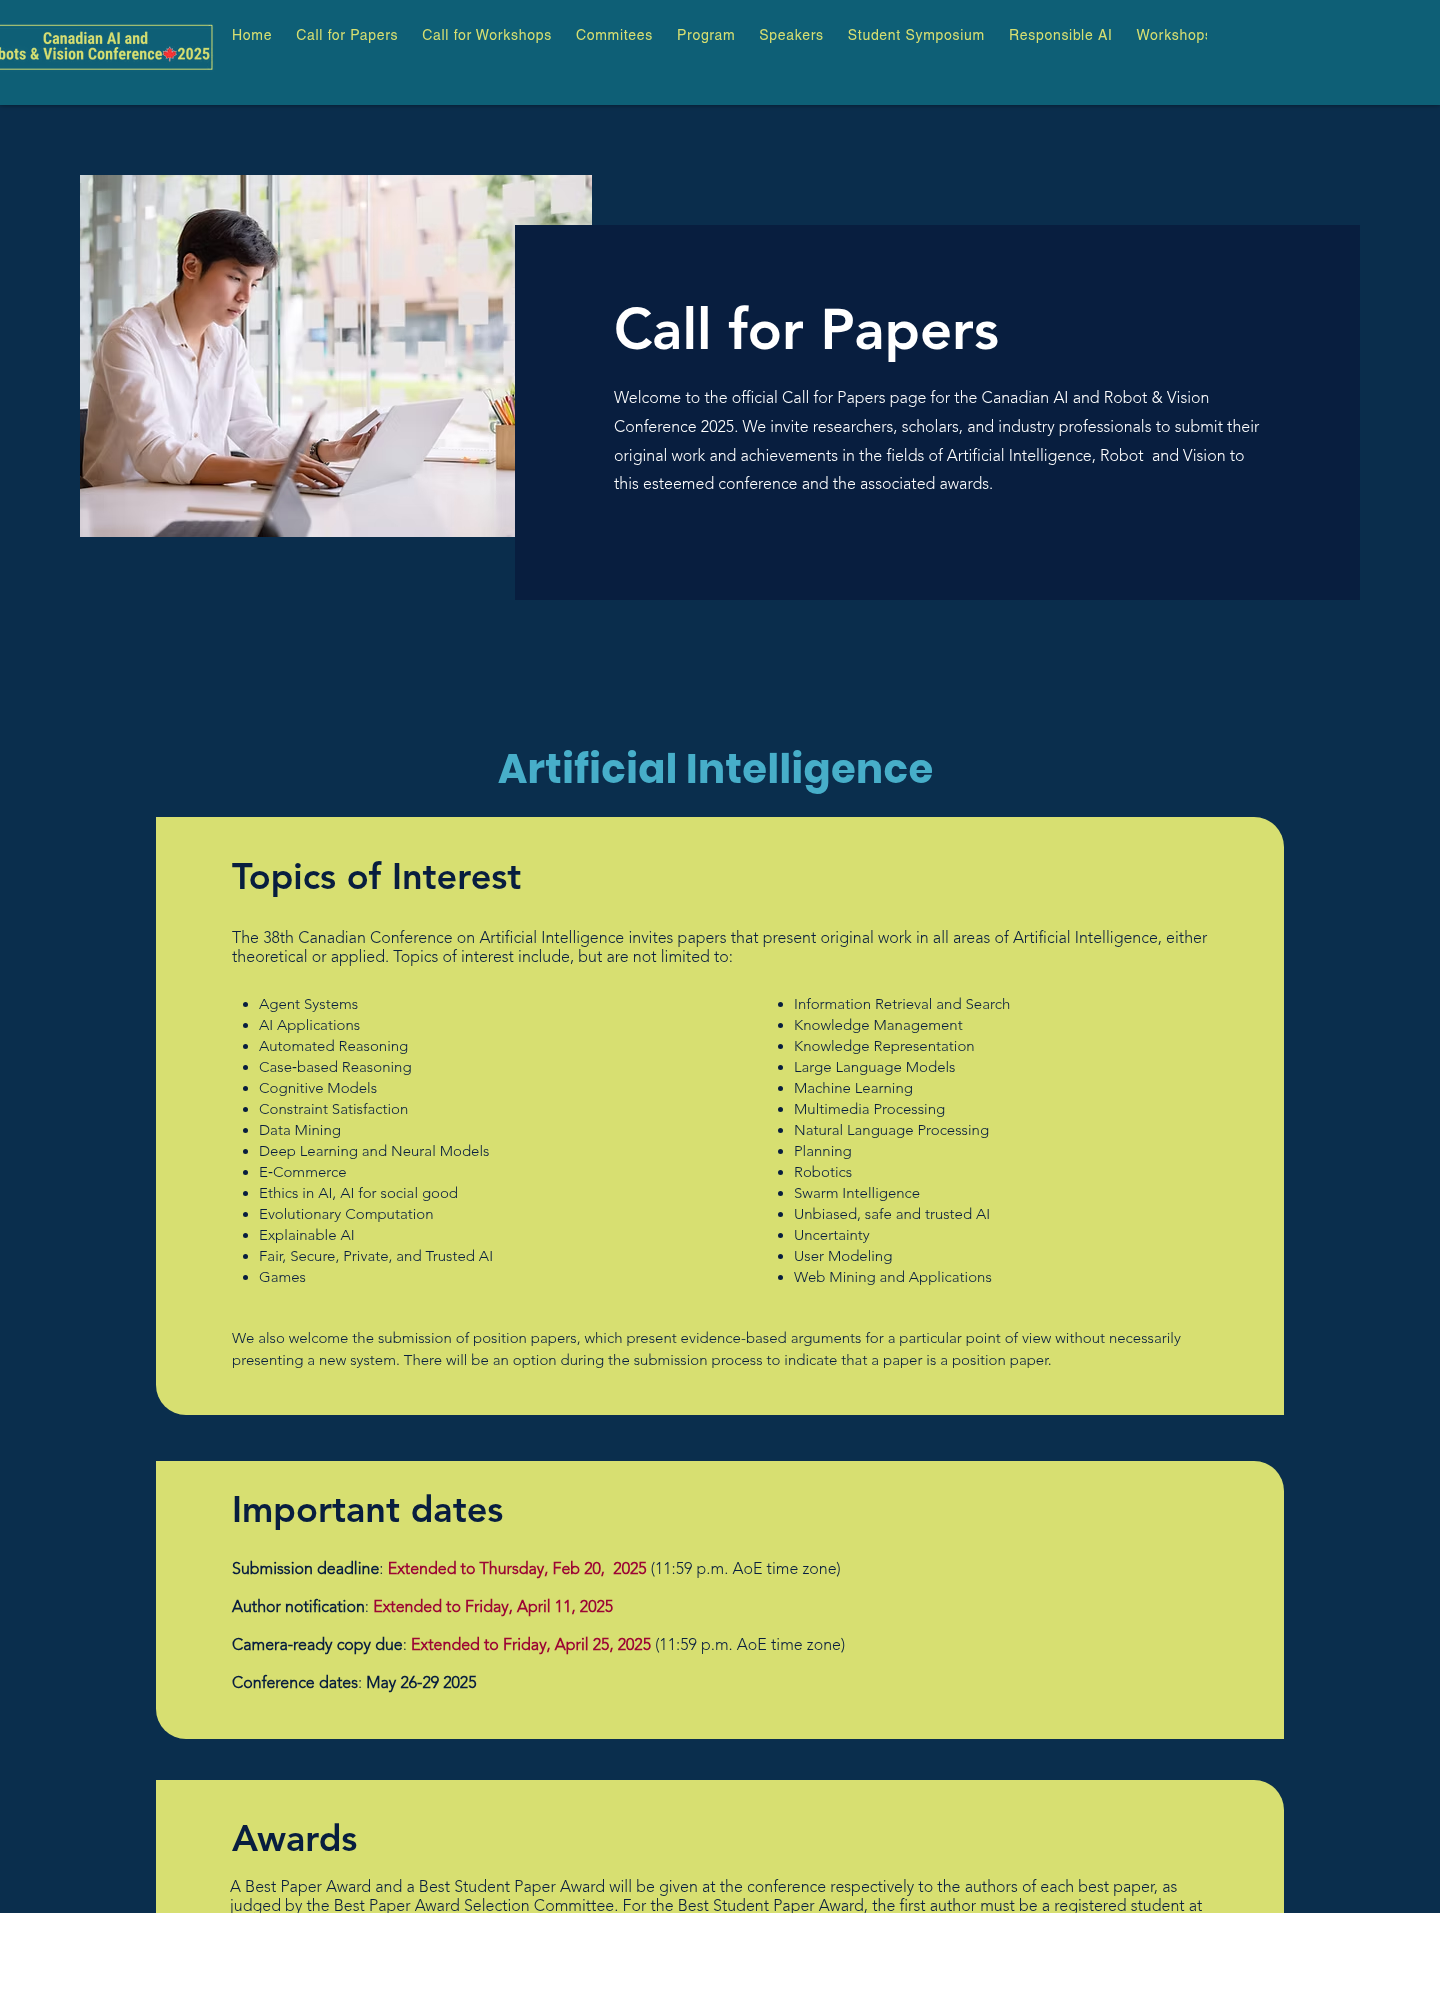 Canadian AI and
bots & Vision Conference 2025
Home Call for Papers Call for Workshops Commitees Program Speakers Student Symposium Responsible AI Workshops
Call for Papers
Welcome to the official Call for Papers page for the Canadian AI and Robot & Vision
Conference 2025. We invite researchers, scholars, and industry professionals to submit their
original work and achievements in the fields of Artificial Intelligence, Robot  and Vision to
this esteemed conference and the associated awards.
Artificial Intelligence
Topics of Interest
The 38th Canadian Conference on Artificial Intelligence invites papers that present original work in all areas of Artificial Intelligence, either
theoretical or applied. Topics of interest include, but are not limited to:
Agent Systems
AI Applications
Automated Reasoning
Case-based Reasoning
Cognitive Models
Constraint Satisfaction
Data Mining
Deep Learning and Neural Models
E-Commerce
Ethics in AI, AI for social good
Evolutionary Computation
Explainable AI
Fair, Secure, Private, and Trusted AI
Games
Information Retrieval and Search
Knowledge Management
Knowledge Representation
Large Language Models
Machine Learning
Multimedia Processing
Natural Language Processing
Planning
Robotics
Swarm Intelligence
Unbiased, safe and trusted AI
Uncertainty
User Modeling
Web Mining and Applications
We also welcome the submission of position papers, which present evidence-based arguments for a particular point of view without necessarily
presenting a new system. There will be an option during the submission process to indicate that a paper is a position paper.
Important dates
Submission deadline: Extended to Thursday, Feb 20,  2025 (11:59 p.m. AoE time zone)
Author notification: Extended to Friday, April 11, 2025
Camera-ready copy due: Extended to Friday, April 25, 2025 (11:59 p.m. AoE time zone)
Conference dates: May 26-29 2025
Awards
A Best Paper Award and a Best Student Paper Award will be given at the conference respectively to the authors of each best paper, as
judged by the Best Paper Award Selection Committee. For the Best Student Paper Award, the first author must be a registered student at